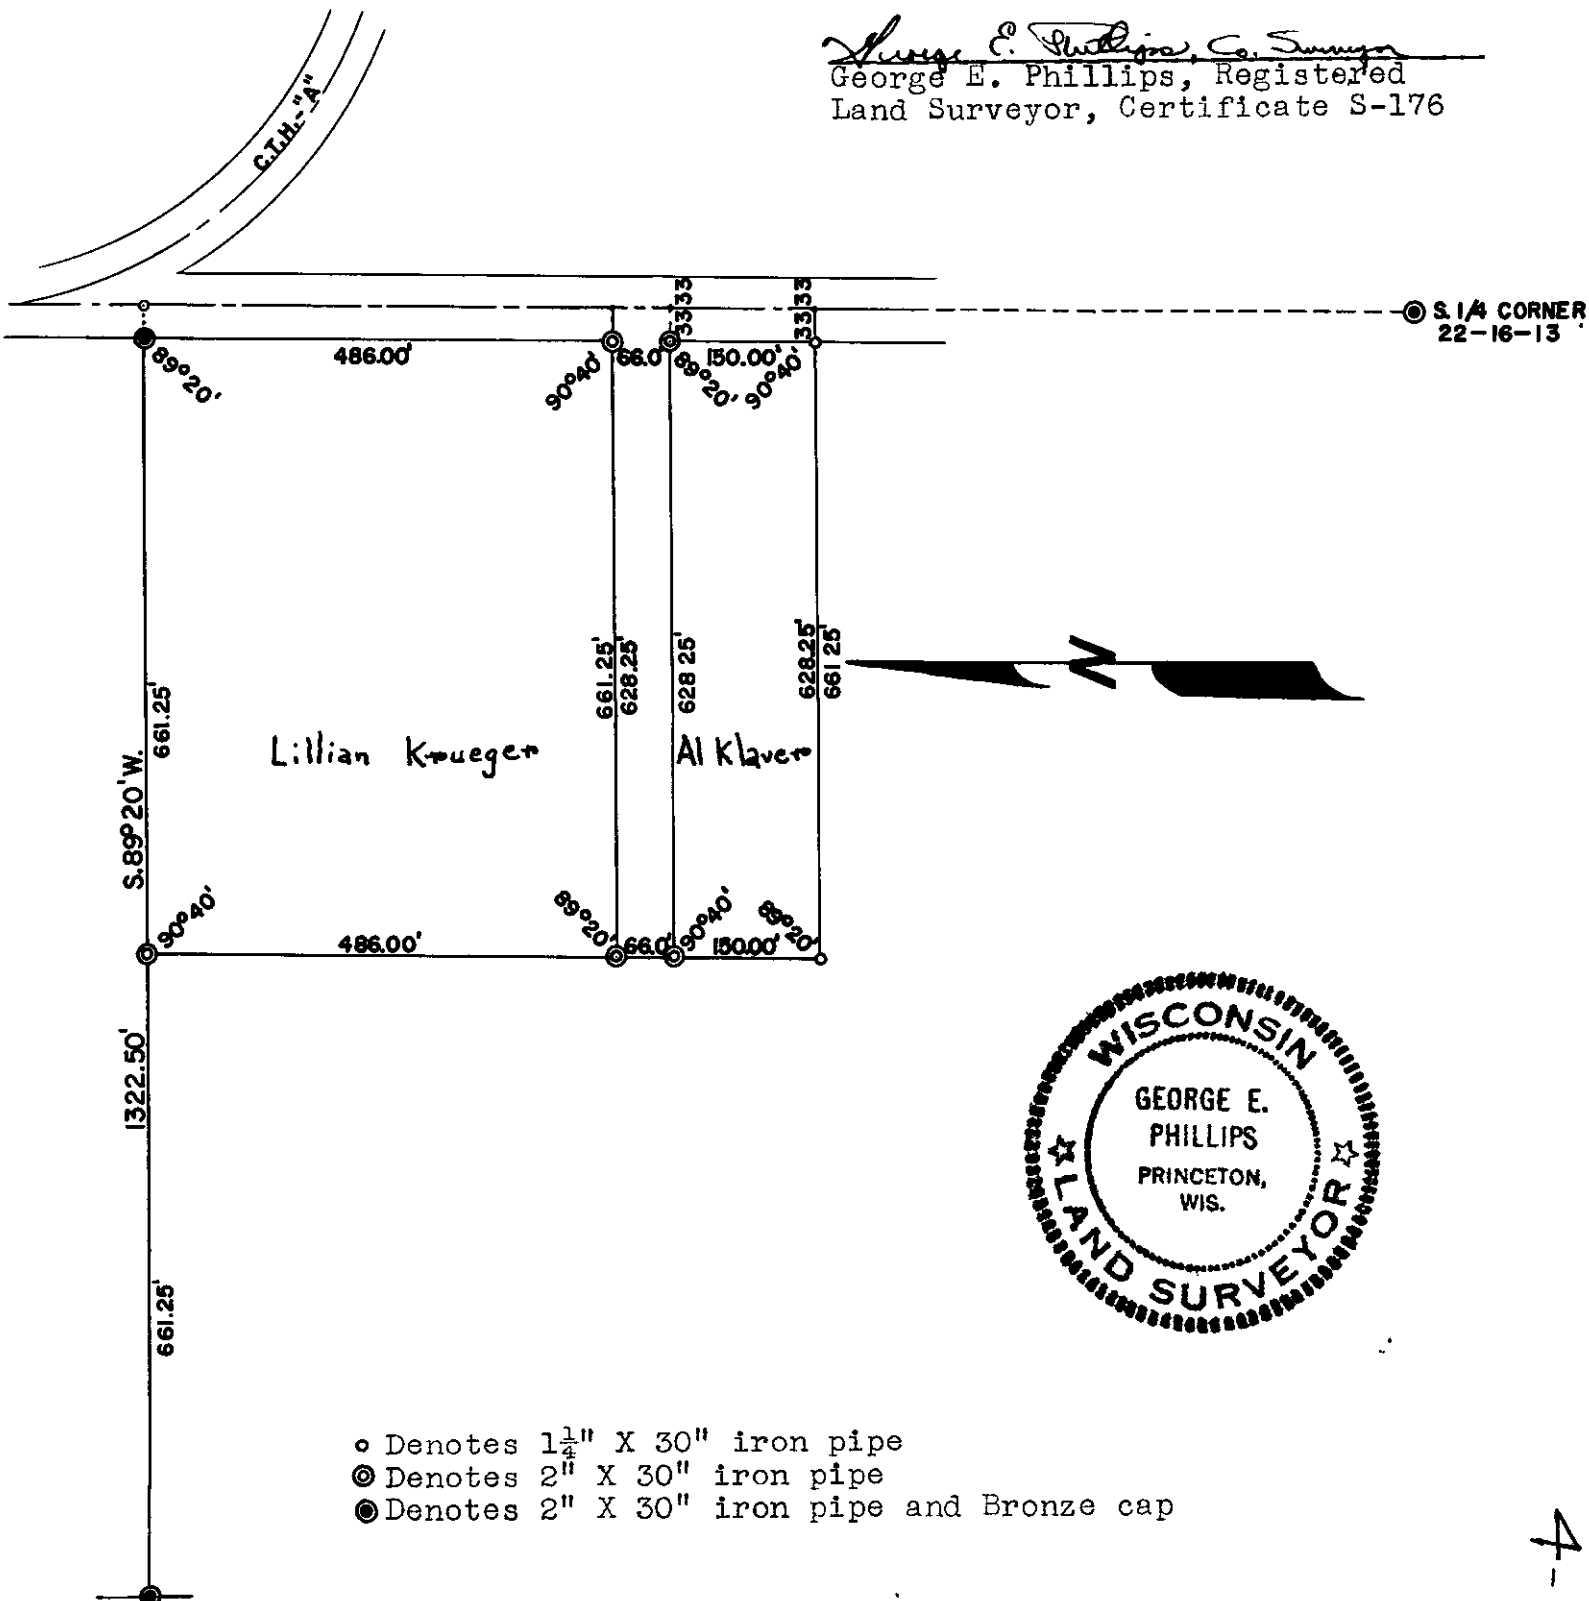 George E. Phillips, Co. Surveyor
George E. Phillips, Registered
Land Surveyor, Certificate S-176
C.T.H.-"A"
33 33
33 33
S. 1/4 CORNER
22-16-13
486.00'
66.0'
150.00'
89°20'
90°40'
89°20'
90°40'
661.25'
661.25'
628.25'
628 25'
628.25'
661 25'
N
Lillian Krueger
Al Klaver
S. 89°20' W.
90°40'
89°20'
90°40'
89°20'
486.00'
66.0'
150.00'
1322.50'
661.25'
WISCONSIN
GEORGE E.
PHILLIPS
PRINCETON,
WIS.
LAND SURVEYOR
Denotes 1¼" X 30" iron pipe
Denotes 2" X 30" iron pipe
Denotes 2" X 30" iron pipe and Bronze cap